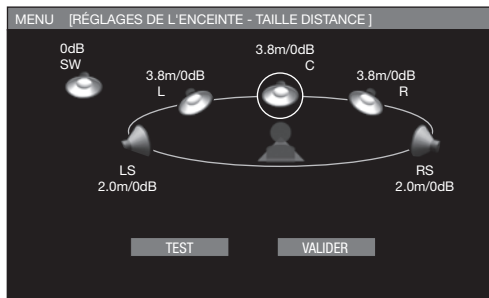 MENU [RÉGLAGES DE L'ENCEINTE - TAILLE DISTANCE ]
0dB
SW
3.8m/0dB
C
3.8m/0dB
L
3.8m/0dB
R
LS
2.0m/0dB
RS
2.0m/0dB
TEST
VALIDER